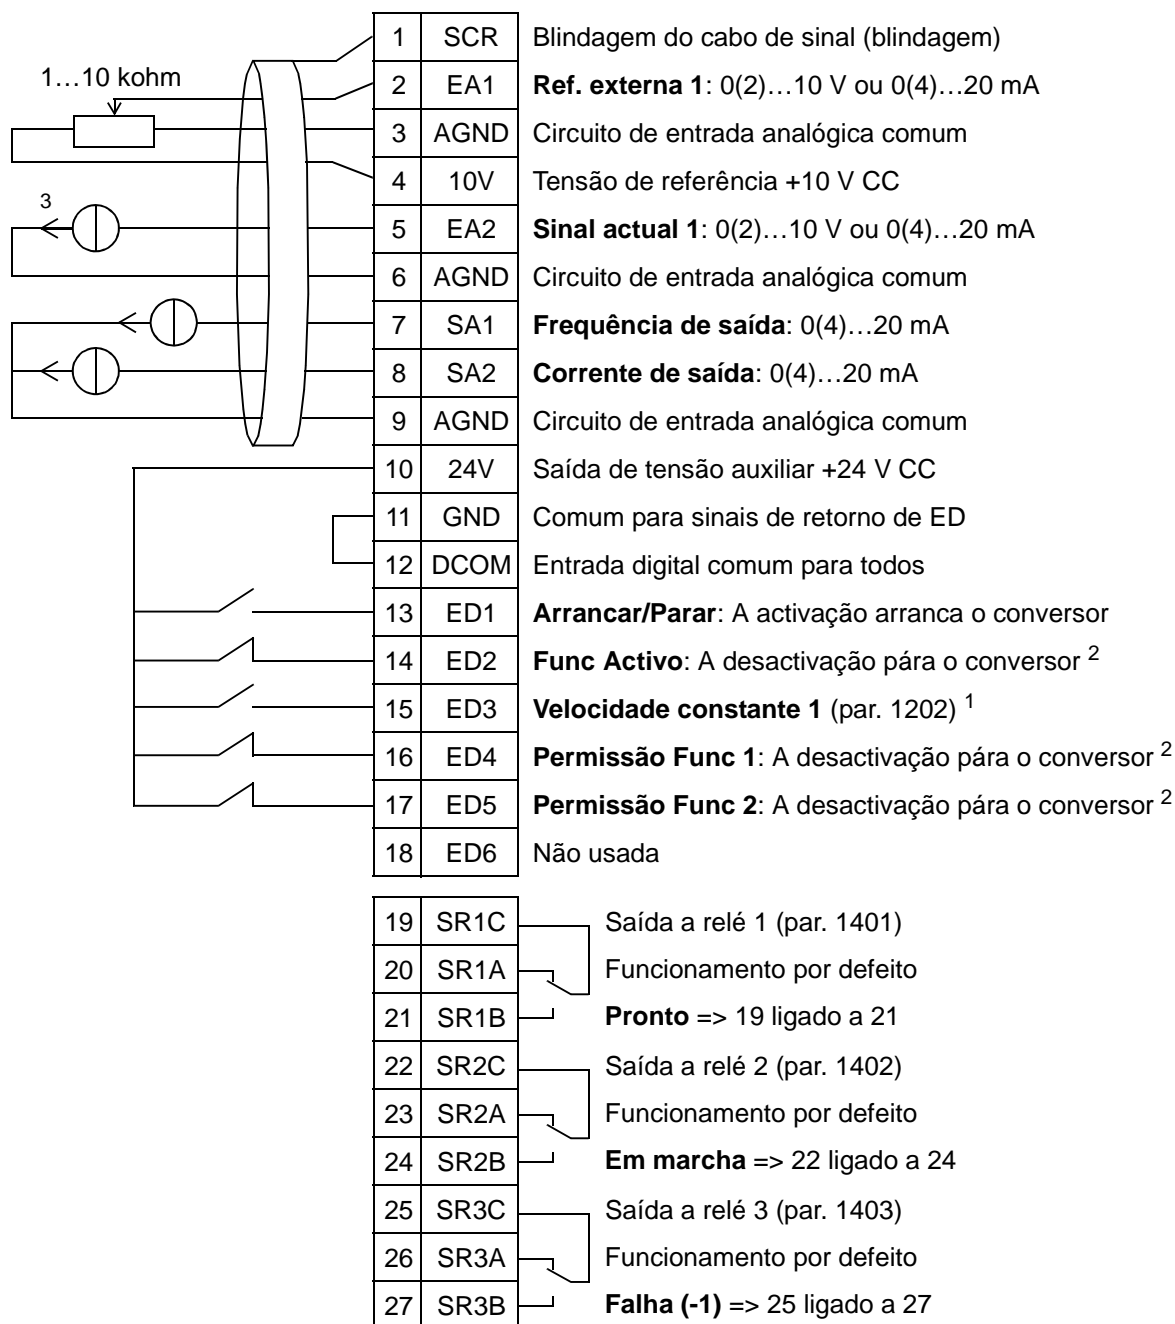 1 SCR Blindagem do cabo de sinal (blindagem)
1…10 kohm
2 EA1 Ref. externa 1: 0(2)…10 V ou 0(4)…20 mA
3 AGND Circuito de entrada analógica comum
4 10V Tensão de referência +10 V CC
3
5 EA2 Sinal actual 1: 0(2)…10 V ou 0(4)…20 mA
6 AGND Circuito de entrada analógica comum
7 SA1 Frequência de saída: 0(4)…20 mA
8 SA2 Corrente de saída: 0(4)…20 mA
9 AGND Circuito de entrada analógica comum
10 24V Saída de tensão auxiliar +24 V CC
11 GND Comum para sinais de retorno de ED
12 DCOM Entrada digital comum para todos
13 ED1 Arrancar/Parar: A activação arranca o conversor
14 ED2 Func Activo: A desactivação pára o conversor 2
15 ED3 Velocidade constante 1 (par. 1202) 1
16 ED4 Permissão Func 1: A desactivação pára o conversor 2
17 ED5 Permissão Func 2: A desactivação pára o conversor 2
18 ED6 Não usada
19 SR1C Saída a relé 1 (par. 1401)
20 SR1A Funcionamento por defeito
21 SR1B Pronto => 19 ligado a 21
22 SR2C Saída a relé 2 (par. 1402)
23 SR2A Funcionamento por defeito
24 SR2B Em marcha => 22 ligado a 24
25 SR3C Saída a relé 3 (par. 1403)
26 SR3A Funcionamento por defeito
27 SR3B Falha (-1) => 25 ligado a 27